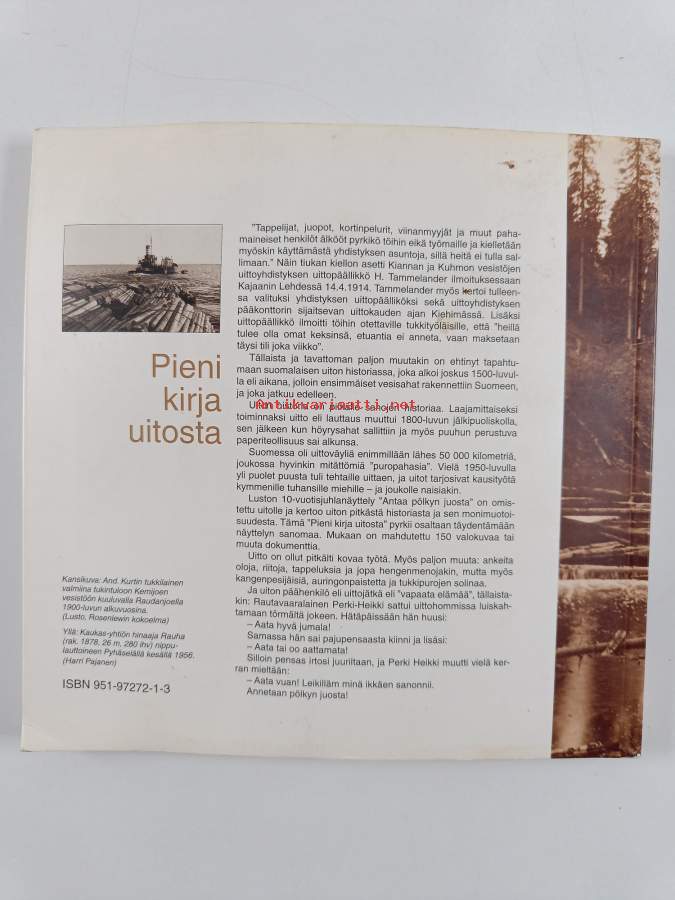 "Tappelijat, juopot, kortinpelurit, viinanmyyjät ja muut paha-
maineiset henkilöt älkööt pyrkikö töihin eikä työmaille ja kielletään
myöskin käyttämästä yhdistyksen asuntoja, sillä heitä ei tulla sal-
limaan." Näin tiukan kiellon asetti Kiannan ja Kuhmon vesistöjen
uittoyhdistyksen uittopäällikkö H. Tammelander ilmoituksessaan
Kajaanin Lehdessä 14.4.1914. Tammelander myös kertoi tulleen-
sa valituksi yhdistyksen uittopäälliköksi sekä uittoyhdistyksen
pääkonttorin sijaitsevan uittokauden ajan Kiehimässä. Lisäksi
uittopäällikkö ilmoitti töihin otettaville tukkityöläisille, että "heillä
tulee olla omat keksinsä, etuantia ei anneta, vaan maksetaan
täysi tili joka viikko".
Tällaista ja tavattoman paljon muutakin on ehtinyt tapahtu-
maan suomalaisen uiton historiassa, joka alkoi joskus 1500-luvul-
la eli aikana, jolloin ensimmäiset vesisahat rakennettiin Suomeen,
ja joka jatkuu edelleen.
Uiton historia on historiaa. Laajamittaiseksi
Antikvariaatti.net
toiminnaksi uitto eli lauttaus muuttui 1800-luvun jälkipuoliskolla,
sen jälkeen kun höyrysahat sallittiin ja myös puuhun perustuva
paperiteollisuus sai alkunsa.
Suomessa oli uittoväyliä enimmillään lähes 50 000 kilometriä,
joukossa hyvinkin mitättömiä "puropahasia". Vielä 1950-luvulla
yli puolet puusta tuli tehtaille uittaen, ja uitot tarjosivat kausityötä
kymmenille tuhansille miehille – ja joukolle naisiakin.
Luston 10-vuotisjuhlanäyttely "Antaa pölkyn juosta" on omis-
tettu uitolle ja kertoo uiton pitkästä historiasta ja sen monimuotoi-
suudesta. Tämä "Pieni kirja uitosta" pyrkii osaltaan täydentämään
näyttelyn sanomaa. Mukaan on mahdutettu 150 valokuvaa tai
muuta dokumenttia.
Uitto on ollut pitkälti kovaa työtä. Myös paljon muuta: ankeita
oloja, riitoja, tappeluksia ja jopa hengenmenojakin, mutta myös
kangenpesijäisiä, auringonpaistetta ja tukkipurojen solinaa.
Ja uiton päähenkilö eli uittojätkä eli "vapaata elämää", tällaista-
kin: Rautavaaralainen Perki-Heikki sattui uittohommissa luiskah-
tamaan törmältä jokeen. Hätäpäissään hän huusi:
– Aata hyvä jumala!
Samassa hän sai pajupensaasta kiinni ja lisäsi:
– Aata tai oo aattamata!
Silloin pensas irtosi juuriltaan, ja Perki Heikki muutti vielä ker-
ran mieltään:
– Aata vuan! Leikilläm minä ikkäen sanonnii.
Annetaan pölkyn juosta!
Pieni
kirja
uitosta
Kansikuva: And. Kurtin tukkilainen
valmiina tukintuloon Kemijoen
vesistöön kuuluvalla Raudanjoella
1900-luvun alkuvuosina.
(Lusto, Rosenlewin kokoelma)
Yllä: Kaukas-yhtiön hinaaja Rauha
(rak. 1878, 26 m, 280 ihv) nippu-
lauttoineen Pyhäselällä kesällä 1956.
(Harri Pajanen)
ISBN 951-97272-1-3